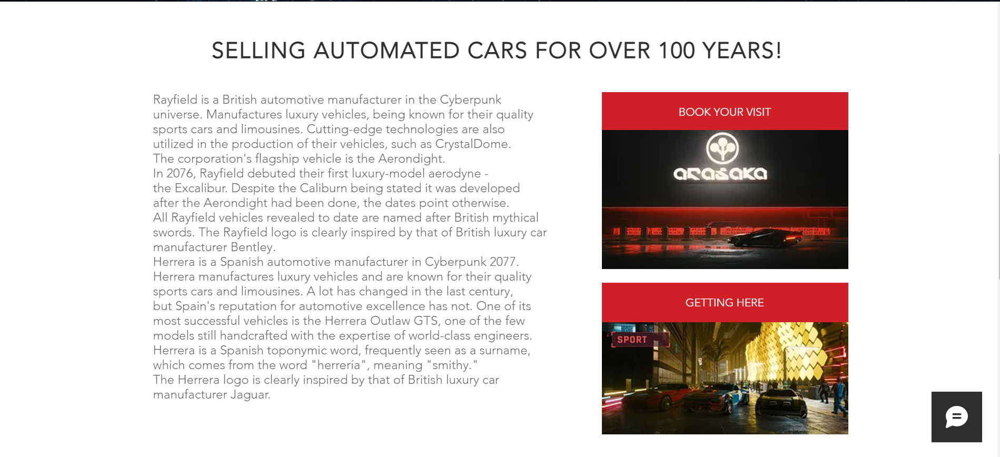 SELLING AUTOMATED CARS FOR OVER 100 YEARS!
Rayfield is a British automotive manufacturer in the Cyberpunk
universe. Manufactures luxury vehicles, being known for their quality
sports cars and limousines. Cutting-edge technologies are also
utilized in the production of their vehicles, such as CrystalDome.
The corporation's flagship vehicle is the Aerondight.
In 2076, Rayfield debuted their first luxury-model aerodyne -
the Excalibur. Despite the Caliburn being stated it was developed
after the Aerondight had been done, the dates point otherwise.
All Rayfield vehicles revealed to date are named after British mythical
swords. The Rayfield logo is clearly inspired by that of British luxury car
manufacturer Bentley.
Herrera is a Spanish automotive manufacturer in Cyberpunk 2077.
Herrera manufactures luxury vehicles and are known for their quality
sports cars and limousines. A lot has changed in the last century,
but Spain's reputation for automotive excellence has not. One of its
most successful vehicles is the Herrera Outlaw GTS, one of the few
models still handcrafted with the expertise of world-class engineers.
Herrera is a Spanish toponymic word, frequently seen as a surname,
which comes from the word "herrería", meaning "smithy."
The Herrera logo is clearly inspired by that of British luxury car
manufacturer Jaguar.
BOOK YOUR VISIT
arasaka
GETTING HERE
SPORT